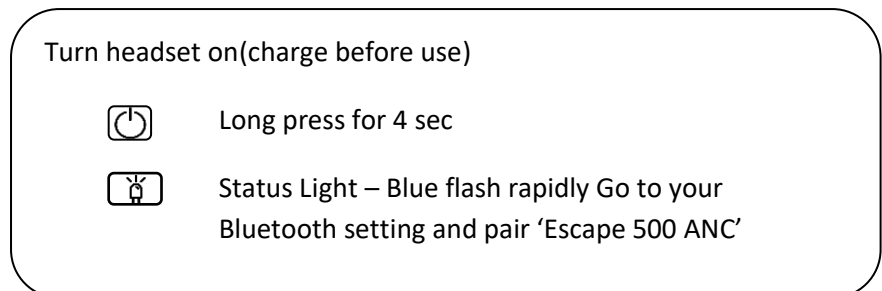 Turn headset on(charge before use)
Long press for 4 sec
Status Light – Blue flash rapidly Go to your
Bluetooth setting and pair ‘Escape 500 ANC’